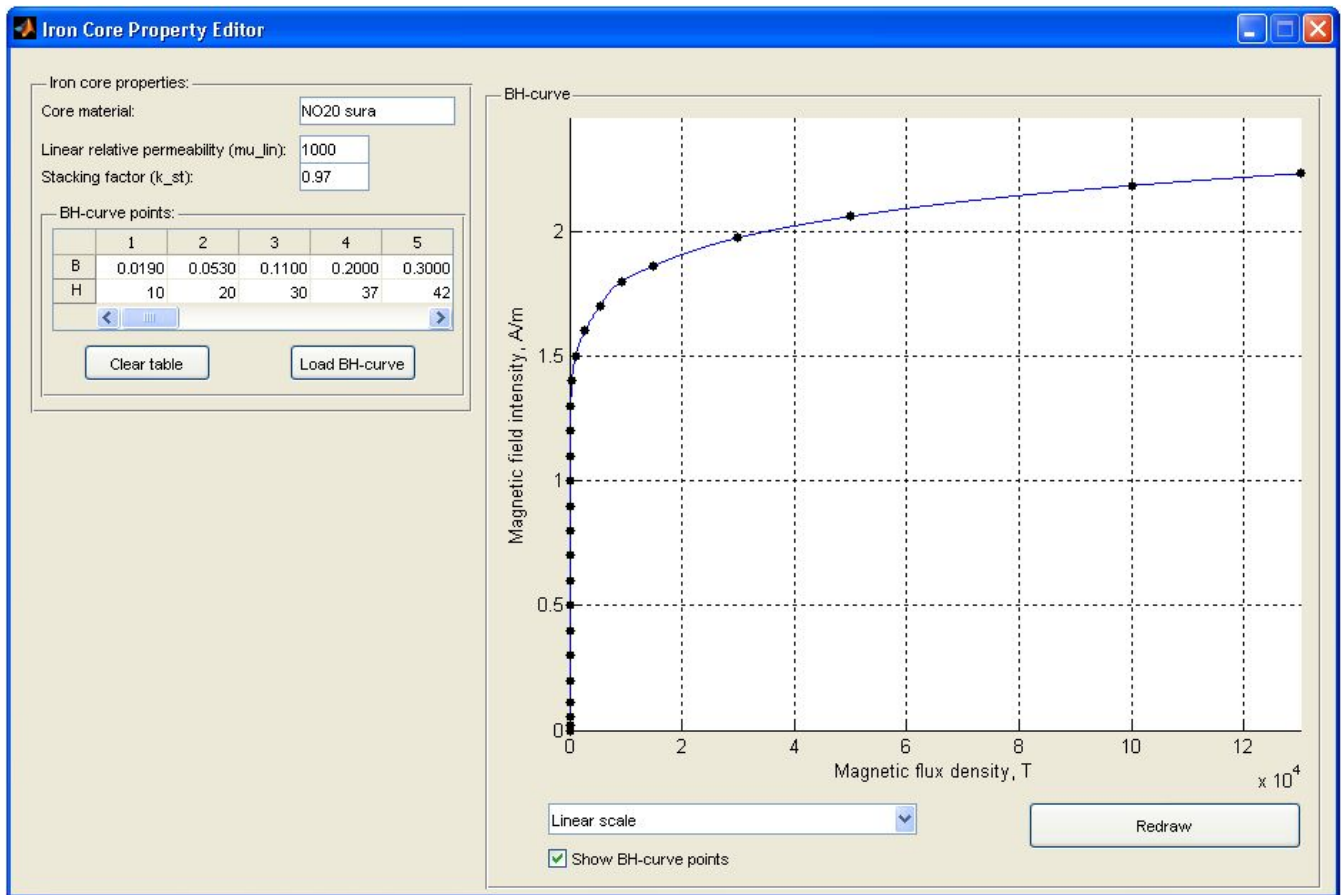 Iron Core Property Editor
Iron core properties:
Core material: NO20 sura
Linear relative permeability (mu_lin): 1000
Stacking factor (k_st): 0.97
BH-curve points:
1 2 3 4 5
B 0.0190 0.0530 0.1100 0.2000 0.3000
H 10 20 30 37 42
Clear table Load BH-curve
BH-curve
Magnetic field intensity, A/m
2
1.5
1
0.5
0
0 2 4 6 8 10 12
x 10^4
Magnetic flux density, T
Linear scale
Redraw
Show BH-curve points